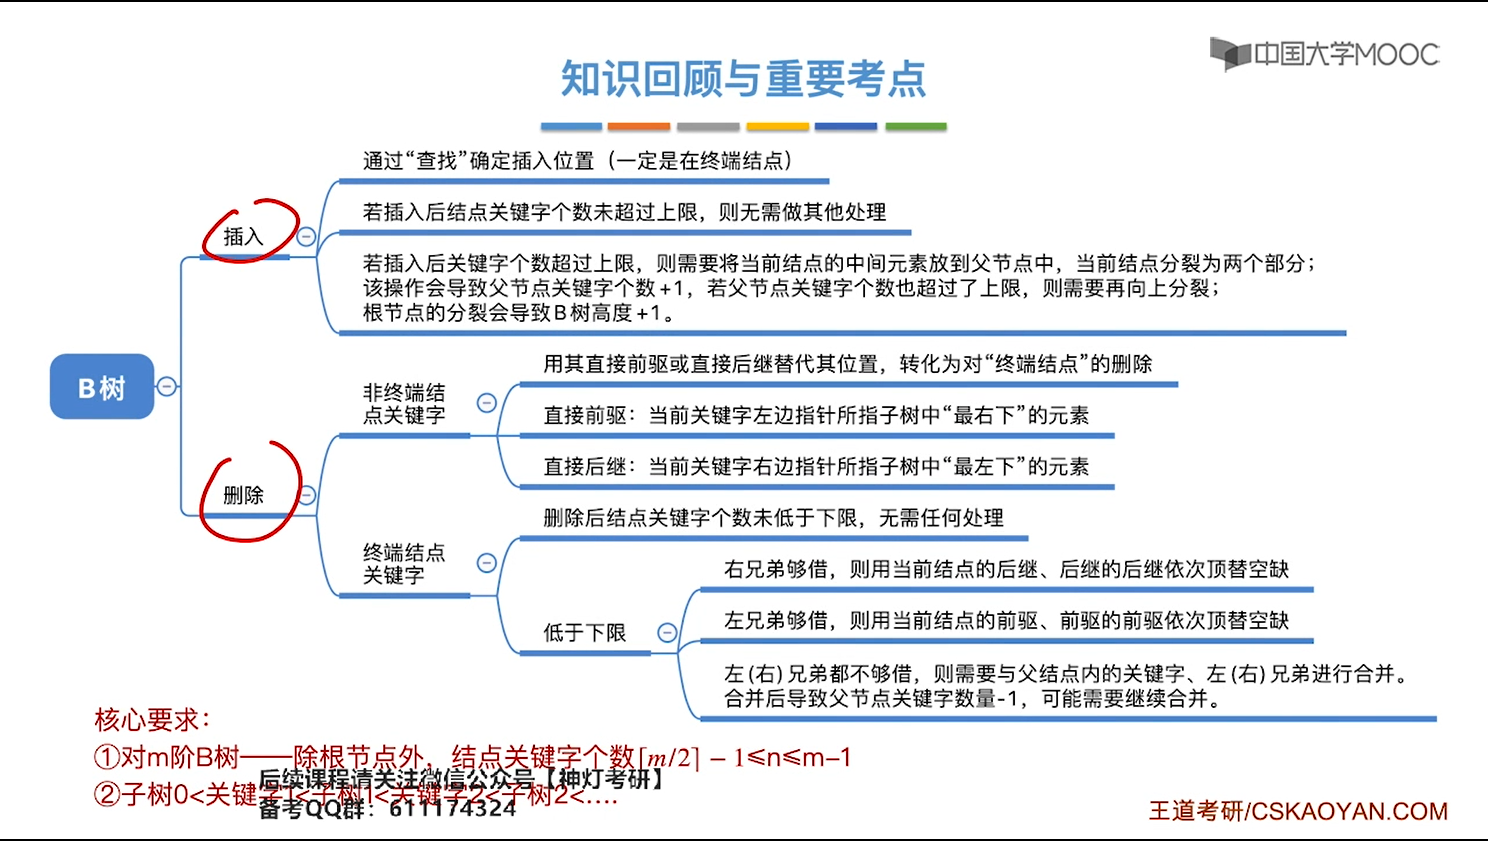 中国大学MOOC
知识回顾与重要考点
通过“查找”确定插入位置（一定是在终端结点）
若插入后结点关键字个数未超过上限，则无需做其他处理
插入
若插入后关键字个数超过上限，则需要将当前结点的中间元素放到父节点中，当前结点分裂为两个部分；
该操作会导致父节点关键字个数+1，若父节点关键字个数也超过了上限，则需要再向上分裂；
根节点的分裂会导致B树高度+1。
B树
用其直接前驱或直接后继替代其位置，转化为对“终端结点”的删除
非终端结
点关键字
直接前驱：当前关键字左边指针所指子树中“最右下”的元素
直接后继：当前关键字右边指针所指子树中“最左下”的元素
删除
删除后结点关键字个数未低于下限，无需任何处理
终端结点
关键字
右兄弟够借，则用当前结点的后继、后继的后继依次顶替空缺
左兄弟够借，则用当前结点的前驱、前驱的前驱依次顶替空缺
低于下限
左(右)兄弟都不够借，则需要与父结点内的关键字、左(右)兄弟进行合并。
合并后导致父节点关键字数量-1，可能需要继续合并。
核心要求：
①对m阶B树——除根节点外，结点关键字个数⌈m/2⌉ – 1≤n≤m–1
后续课程请关注微信公众号【神灯考研】
②子树0<关键字1<子树1<关键字2<子树2<....
备考QQ群：611174324
王道考研/CSKAOYAN.COM